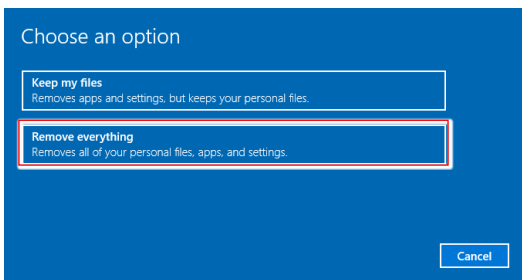 Choose an option
Keep my files
Removes apps and settings, but keeps your personal files.
Remove everything
Removes all of your personal files, apps, and settings.
Cancel